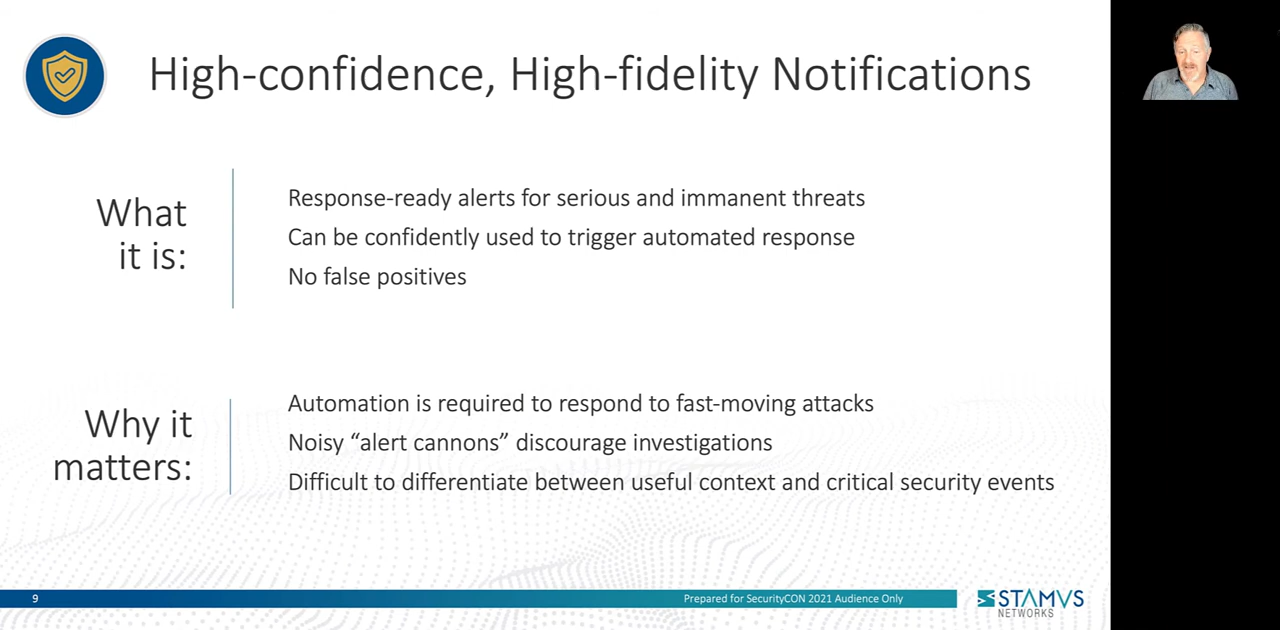 High-confidence, High-fidelity Notifications
What
it is:
Response-ready alerts for serious and immanent threats
Can be confidently used to trigger automated response
No false positives
Why it
matters:
Automation is required to respond to fast-moving attacks
Noisy “alert cannons” discourage investigations
Difficult to differentiate between useful context and critical security events
9
Prepared for SecurityCON 2021 Audience Only
STAMVS
NETWORKS